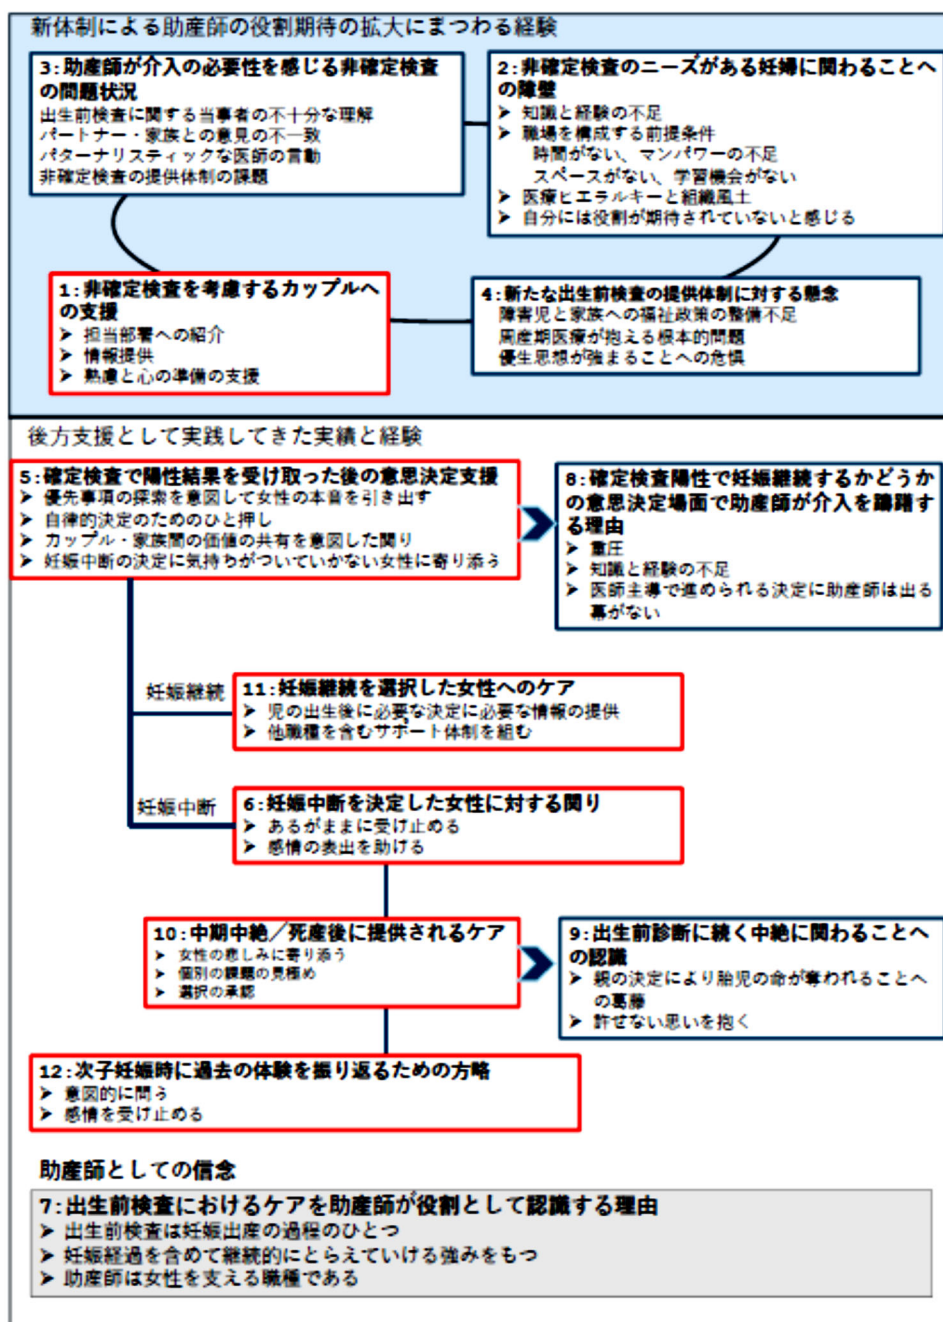 新体制による助産師の役割期待の拡大にまつわる経験
3:助産師が介入の必要性を感じる非確定検査
の問題状況
出生前検査に関する当事者の不十分な理解
パートナー・家族との意見の不一致
パターナリスティックな医師の言動
非確定検査の提供体制の課題
2:非確定検査のニーズがある妊婦に関わることへ
の障壁
➤ 知識と経験の不足
➤ 職場を構成する前提条件
時間がない、マンパワーの不足
スペースがない、学習機会がない
➤ 医療ヒエラルキーと組織風土
➤ 自分には役割が期待されていないと感じる
1:非確定検査を考慮するカップルへ
の支援
➤ 担当部署への紹介
➤ 情報提供
➤ 熟慮と心の準備の支援
4:新たな出生前検査の提供体制に対する懸念
障害児と家族への福祉政策の整備不足
周産期医療が抱える根本的問題
優生思想が強まることへの危惧
後方支援として実践してきた実績と経験
5:確定検査で陽性結果を受け取った後の意思決定支援
➤ 優先事項の探索を意図して女性の本音を引き出す
➤ 自律的決定のためのひと押し
➤ カップル・家族間の価値の共有を意図した関り
➤ 妊娠中断の決定に気持ちがついていかない女性に寄り添う
8:確定検査陽性で妊娠継続するかどうか
の意思決定場面で助産師が介入を躊躇す
る理由
➤ 重圧
➤ 知識と経験の不足
➤ 医師主導で進められる決定に助産師は出る
幕がない
妊娠継続
11:妊娠継続を選択した女性へのケア
➤ 児の出生後に必要な決定に必要な情報の提供
➤ 他職種を含むサポート体制を組む
妊娠中断
6:妊娠中断を決定した女性に対する関り
➤ あるがままに受け止める
➤ 感情の表出を助ける
10:中期中絶／死産後に提供されるケア
➤ 女性の悲しみに寄り添う
➤ 個別の課題の見極め
➤ 選択の承認
9:出生前診断に続く中絶に関わることへ
の認識
➤ 親の決定により胎児の命が奪われることへ
の葛藤
➤ 許せない思いを抱く
12:次子妊娠時に過去の体験を振り返るための方略
➤ 意図的に問う
➤ 感情を受け止める
助産師としての信念
7:出生前検査におけるケアを助産師が役割として認識する理由
➤ 出生前検査は妊娠出産の過程のひとつ
➤ 妊娠経過を含めて継続的にとらえていける強みをもつ
➤ 助産師は女性を支える職種である